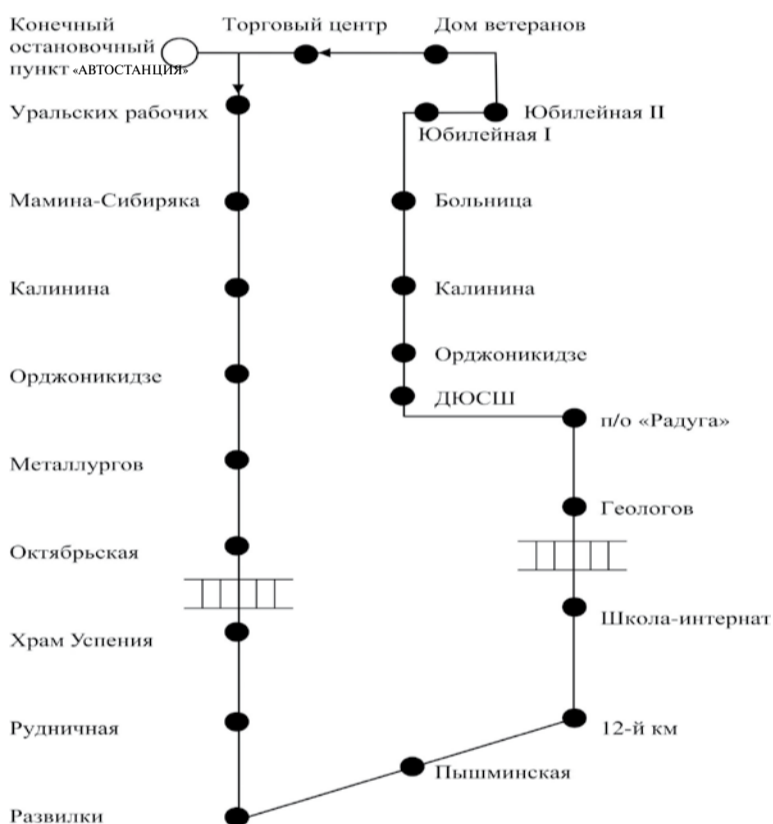 Конечный
остановочный
пункт «АВТОСТАНЦИЯ»
Торговый центр
Дом ветеранов
Уральских рабочих
Юбилейная II
Юбилейная I
Мамина-Сибиряка
Больница
Калинина
Калинина
Орджоникидзе
Орджоникидзе
ДЮСШ
п/о «Радуга»
Металлургов
Геологов
Октябрьская
Школа-интернат
Храм Успения
Рудничная
12-й км
Пышминская
Развилки